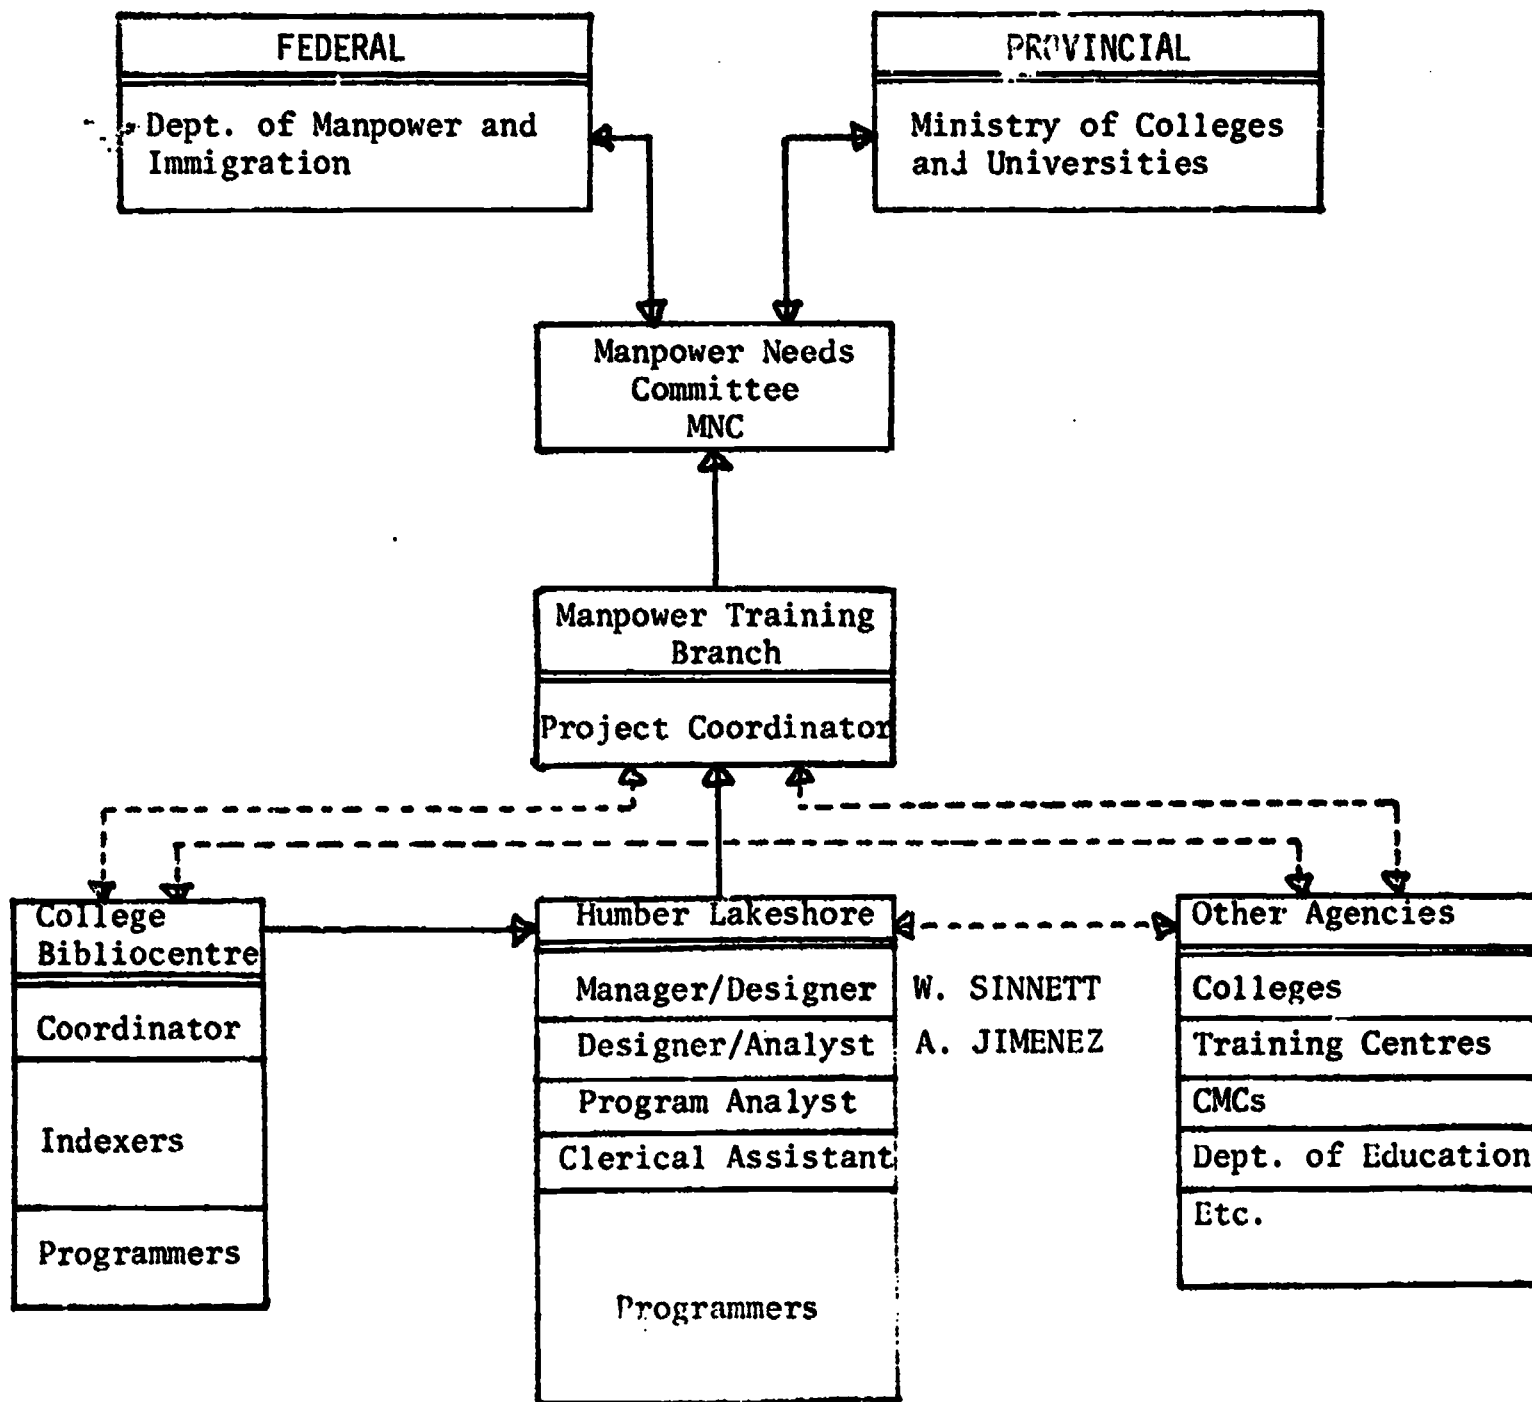 FEDERAL
Dept. of Manpower and
Immigration
PROVINCIAL
Ministry of Colleges
and Universities
Manpower Needs
Committee
MNC
Manpower Training
Branch
Project Coordinator
College
Bibliocentre
Coordinator
Indexers
Programmers
Humber Lakeshore
Manager/Designer
W. SINNETT
Designer/Analyst
A. JIMENEZ
Program Analyst
Clerical Assistant
Programmers
Other Agencies
Colleges
Training Centres
CMCs
Dept. of Education
Etc.